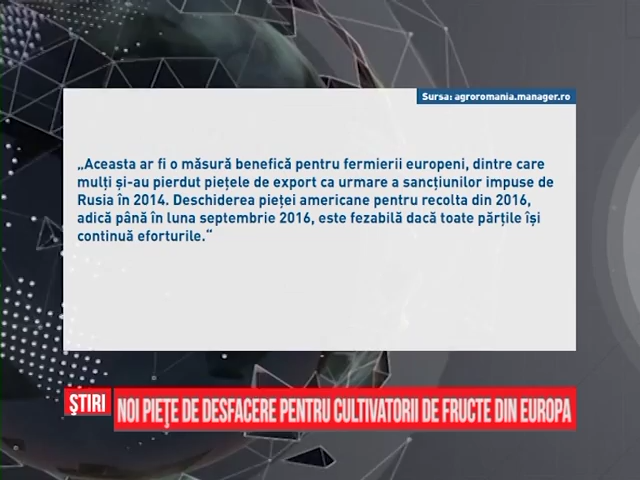 Sursa: agroromania.manager.ro
„Aceasta ar fi o măsură benefică pentru fermierii europeni, dintre care
mulți și-au pierdut piețele de export ca urmare a sancțiunilor impuse de
Rusia în 2014. Deschiderea pieței americane pentru recolta din 2016,
adică până în luna septembrie 2016, este fezabilă dacă toate părțile își
continuă eforturile.“
ŞTIRI
NOI PIEŢE DE DESFACERE PENTRU CULTIVATORII DE FRUCTE DIN EUROPA